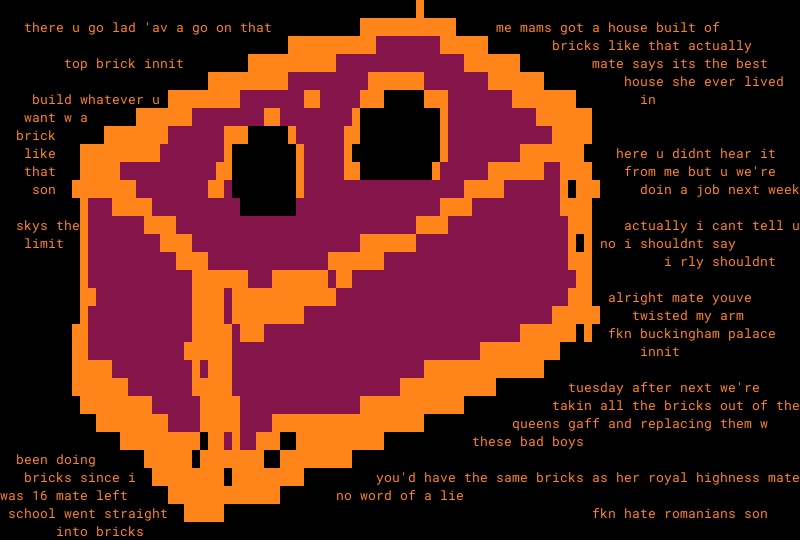 there u go lad 'av a go on that
top brick innit
build whatever u
want w a
brick
like
that
son
skys the
limit
me mams got a house built of
bricks like that actually
mate says its the best
house she ever lived
in
here u didnt hear it
from me but u we're
doin a job next week
actually i cant tell u
no i shouldnt say
i rly shouldnt
alright mate youve
twisted my arm
fkn buckingham palace
innit
tuesday after next we're
takin all the bricks out of the
queens gaff and replacing them w
these bad boys
been doing
bricks since i
was 16 mate left
school went straight
into bricks
you'd have the same bricks as her royal highness mate
no word of a lie
fkn hate romanians son